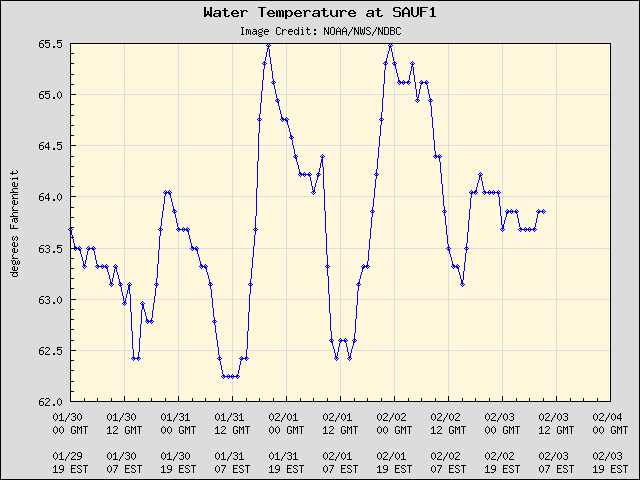 Water Temperature at SAUF1
Image Credit: NOAA/NWS/NDBC
degrees Fahrenheit
65.5
65.0
64.5
64.0
63.5
63.0
62.5
62.0
01/30 01/30 01/31 01/31 02/01 02/01 02/02 02/02 02/03 02/03 02/04
00 GMT 12 GMT 00 GMT 12 GMT 00 GMT 12 GMT 00 GMT 12 GMT 00 GMT 12 GMT 00 GMT
01/29 01/30 01/30 01/31 01/31 02/01 02/01 02/02 02/02 02/03 02/03
19 EST 07 EST 19 EST 07 EST 19 EST 07 EST 19 EST 07 EST 19 EST 07 EST 19 EST